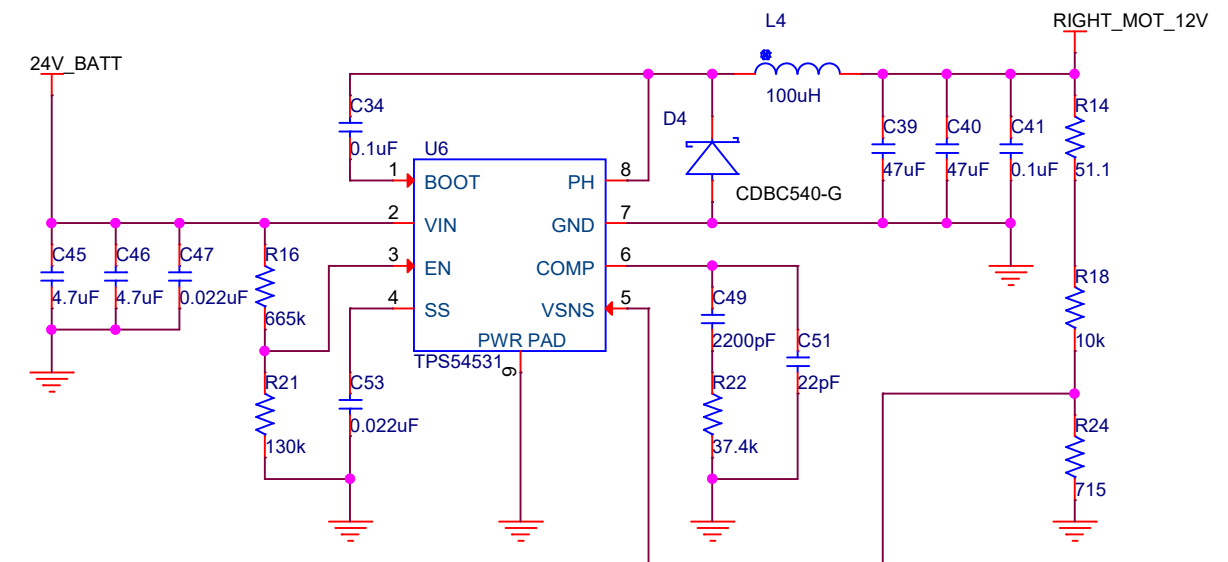 L4
RIGHT_MOT_12V
24V_BATT
100uH
C34
0.1uF
D4
CDBC540-G
C39
47uF
C40
47uF
C41
0.1uF
R14
51.1
U6
1
BOOT
PH
8
2
VIN
GND
7
3
EN
COMP
6
4
SS
VSNS
5
PWR PAD
TPS54531
9
C45
4.7uF
C46
4.7uF
C47
0.022uF
R16
665k
R21
130k
C53
0.022uF
C49
2200pF
C51
22pF
R22
37.4k
R18
10k
R24
715